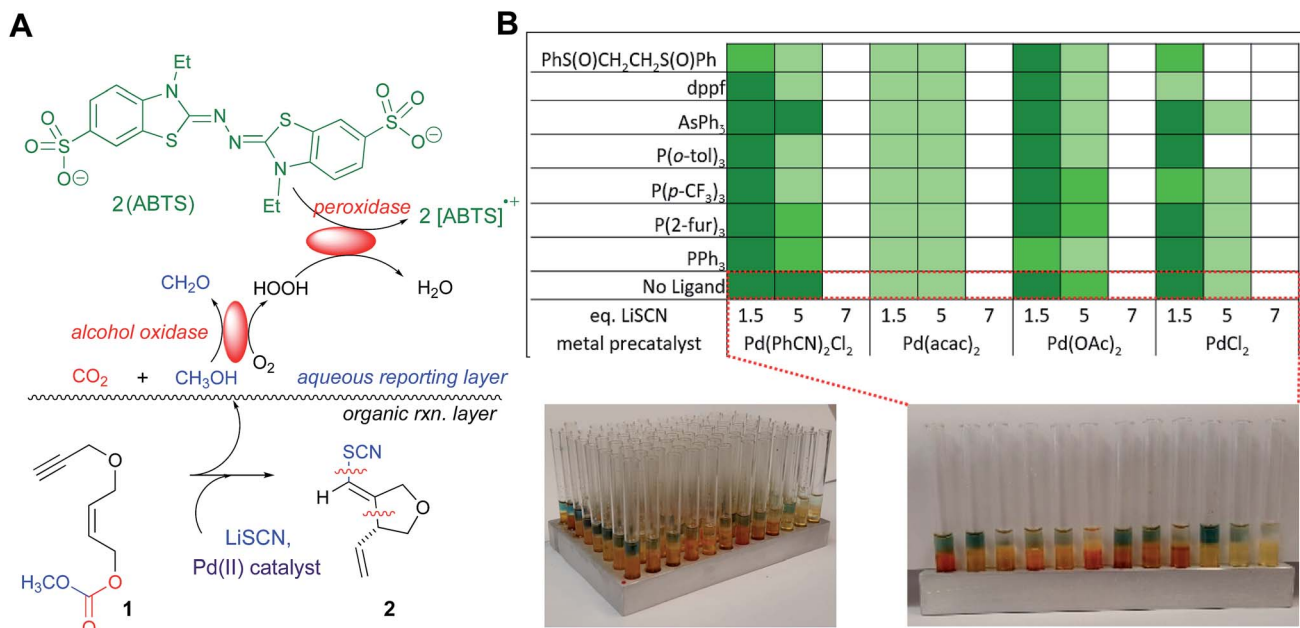 A
Et
N
S
N
N
S
N
Et
O
O
S
O⊖
O
O
S
O⊖
2(ABTS)
peroxidase
2 [ABTS]•+
CH2O
HOOH
H2O
alcohol oxidase
O2
CO2 + CH3OH
aqueous reporting layer
organic rxn. layer
O
SCN
H
O
LiSCN,
Pd(II) catalyst
H3CO
O
O
1
2
B
PhS(O)CH2CH2S(O)Ph
dppf
AsPh3
P(o-tol)3
P(p-CF3)3
P(2-fur)3
PPh3
No Ligand
eq. LiSCN 1.5 5 7 1.5 5 7 1.5 5 7 1.5 5 7
metal precatalyst Pd(PhCN)2Cl2 Pd(acac)2 Pd(OAc)2 PdCl2